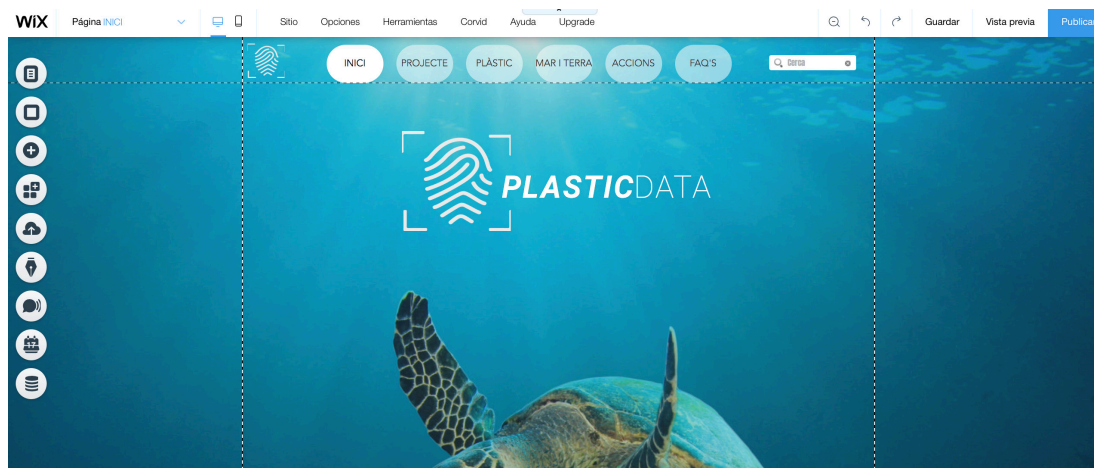 WiX Página INICI Sitio Opciones Herramientas Corvid Ayuda Upgrade Guardar Vista previa Publicar
INICI PROJECTE PLÀSTIC MAR I TERRA ACCIONS FAQ'S Cerca
PLASTICDATA
17